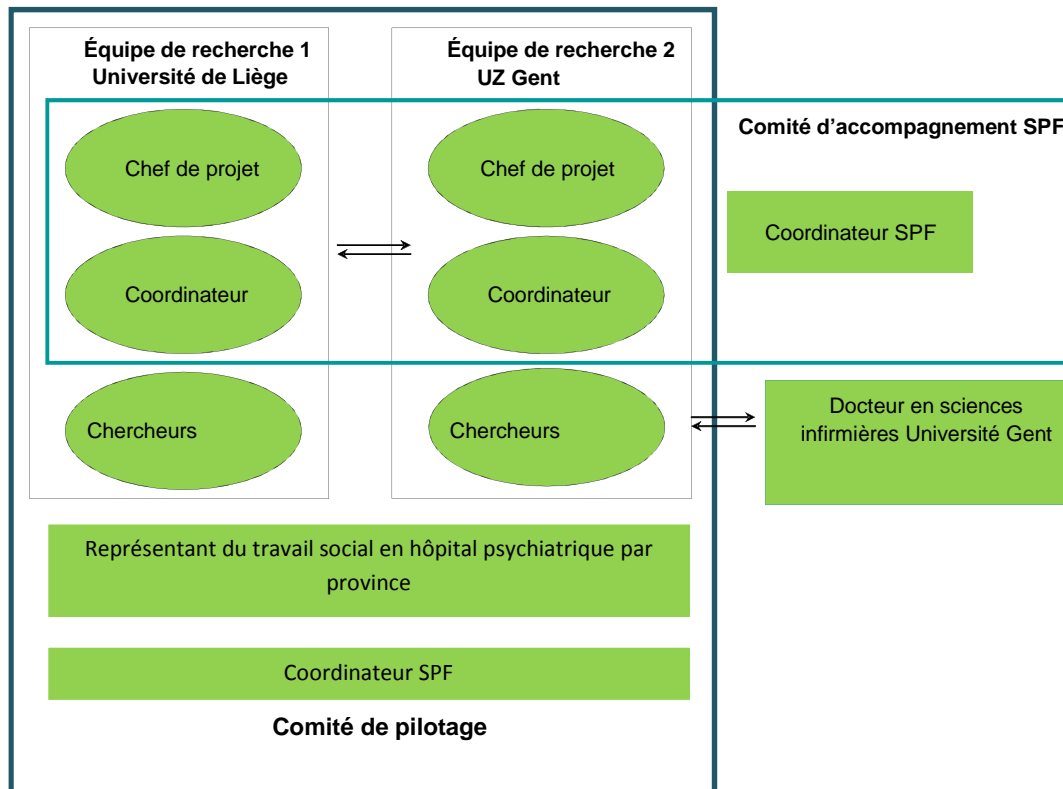 Équipe de recherche 1
Université de Liège
Équipe de recherche 2
UZ Gent
Comité d'accompagnement SPF
Chef de projet
Chef de projet
Coordinateur SPF
Coordinateur
Coordinateur
Chercheurs
Chercheurs
Docteur en sciences
infirmières Université Gent
Représentant du travail social en hôpital psychiatrique par
province
Coordinateur SPF
Comité de pilotage